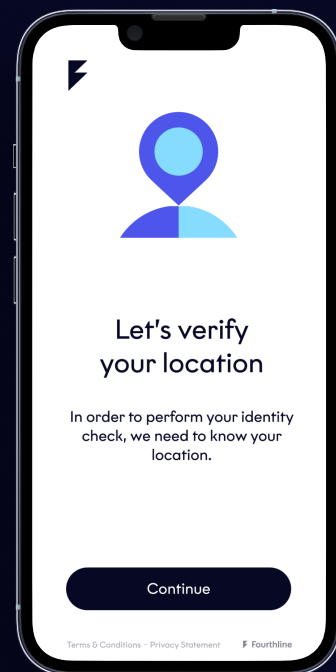 Let's verify
your location
In order to perform your identity
check, we need to know your
location.
Continue
Terms & Conditions - Privacy Statement Fourthline